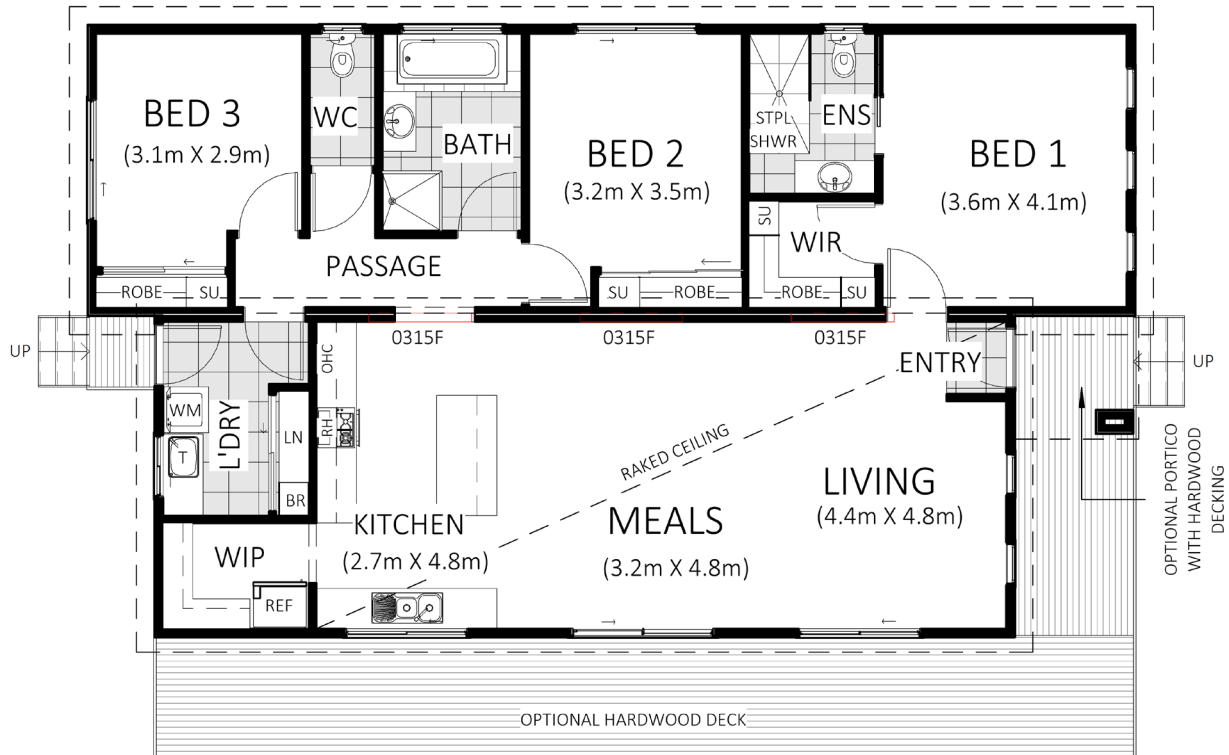 BED 3
(3.1m X 2.9m)
WC
BATH
BED 2
(3.2m X 3.5m)
STPL
SHWR
ENS
BED 1
(3.6m X 4.1m)
SU
WIR
PASSAGE
ROBE
SU
SU
ROBE
ROBE
SU
UP
0315F
0315F
0315F
ENTRY
UP
OHC
WM
L'DRY
LN
RH
T
BR
RAKED CEILING
LIVING
(4.4m X 4.8m)
KITCHEN
(2.7m X 4.8m)
MEALS
(3.2m X 4.8m)
WIP
REF
OPTIONAL PORTICO
WITH HARDWOOD
DECKING
OPTIONAL HARDWOOD DECK